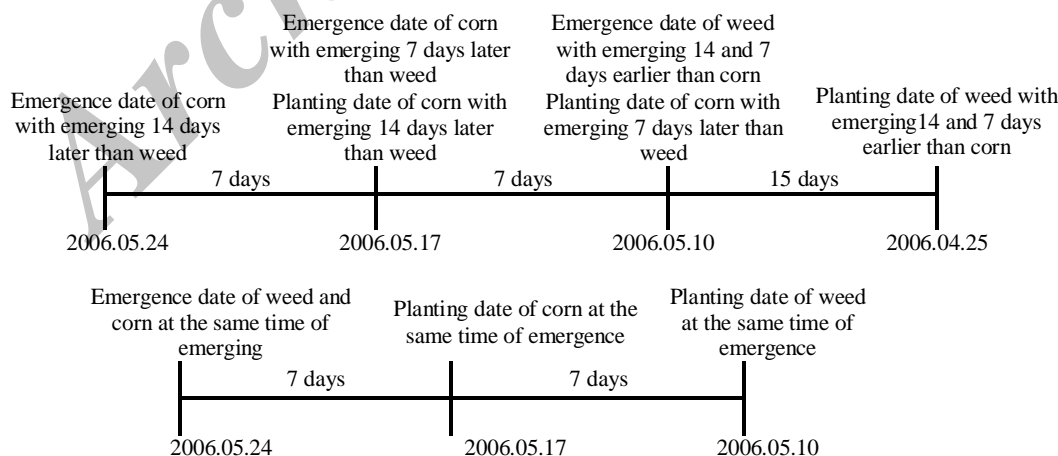 Emergence date of corn
with emerging 7 days later
than weed
Emergence date of weed
with emerging 14 and 7
days earlier than corn
Emergence date of corn
with emerging 14 days
later than weed
Planting date of corn with
emerging 14 days later
than weed
Planting date of corn with
emerging 7 days later than
weed
Planting date of weed with
emerging14 and 7 days
earlier than corn
7 days
7 days
15 days
2006.05.24
2006.05.17
2006.05.10
2006.04.25
Emergence date of weed and
corn at the same time of
emerging
Planting date of corn at the
same time of emergence
Planting date of weed
at the same time of
emergence
7 days
7 days
2006.05.24
2006.05.17
2006.05.10